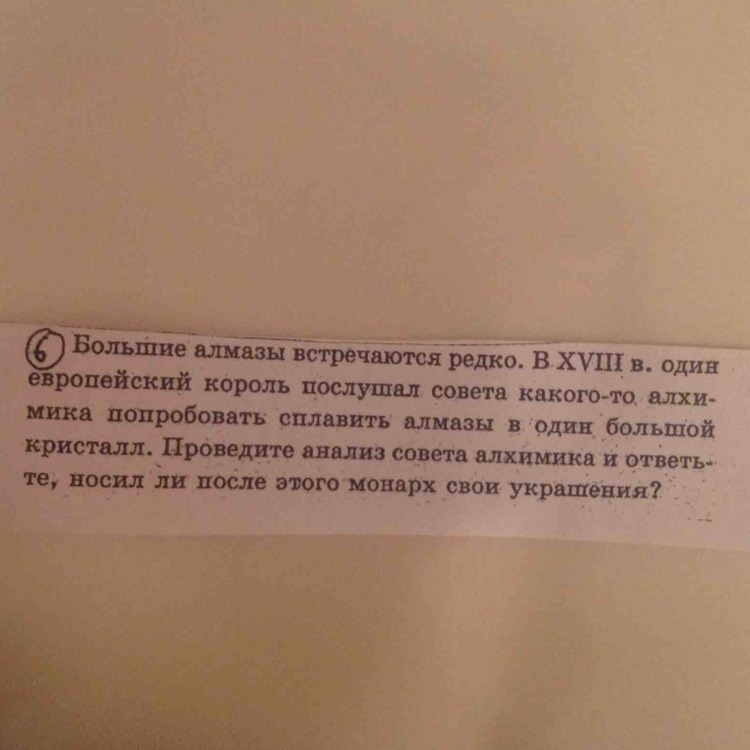 6 Большие алмазы встречаются редко. В XVIII в. один
европейский король послушал совета какого-то алхи-
мика попробовать сплавить алмазы в один большой
кристалл. Проведите анализ совета алхимика и ответь-
те, носил ли после этого монарх свои украшения?